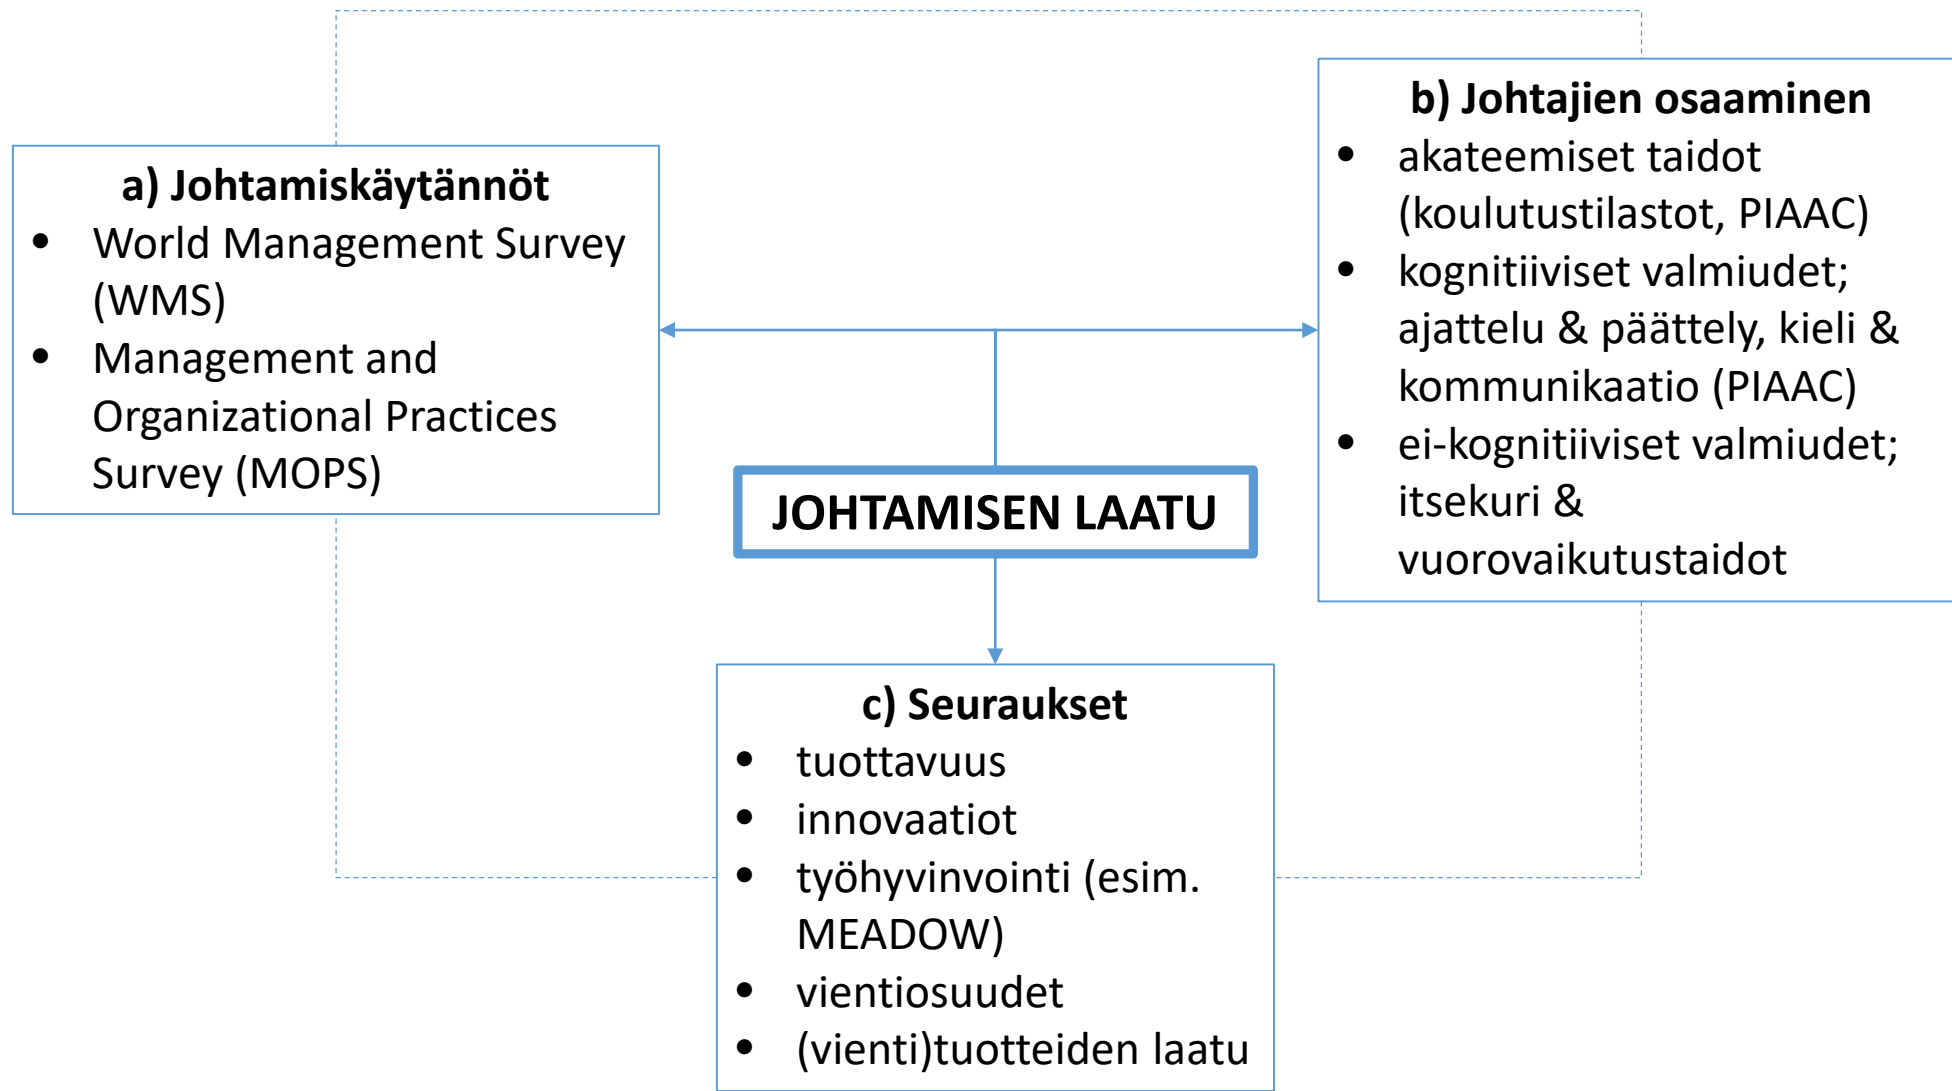 a) Johtamiskäytännöt
• World Management Survey
(WMS)
• Management and
Organizational Practices
Survey (MOPS)
b) Johtajien osaaminen
• akateemiset taidot
(koulutustilastot, PIAAC)
• kognitiiviset valmiudet;
ajattelu & päättely, kieli &
kommunikaatio (PIAAC)
• ei-kognitiiviset valmiudet;
itsekuri &
vuorovaikutustaidot
JOHTAMISEN LAATU
c) Seuraukset
• tuottavuus
• innovaatiot
• työhyvinvointi (esim.
MEADOW)
• vientiosuudet
• (vienti)tuotteiden laatu